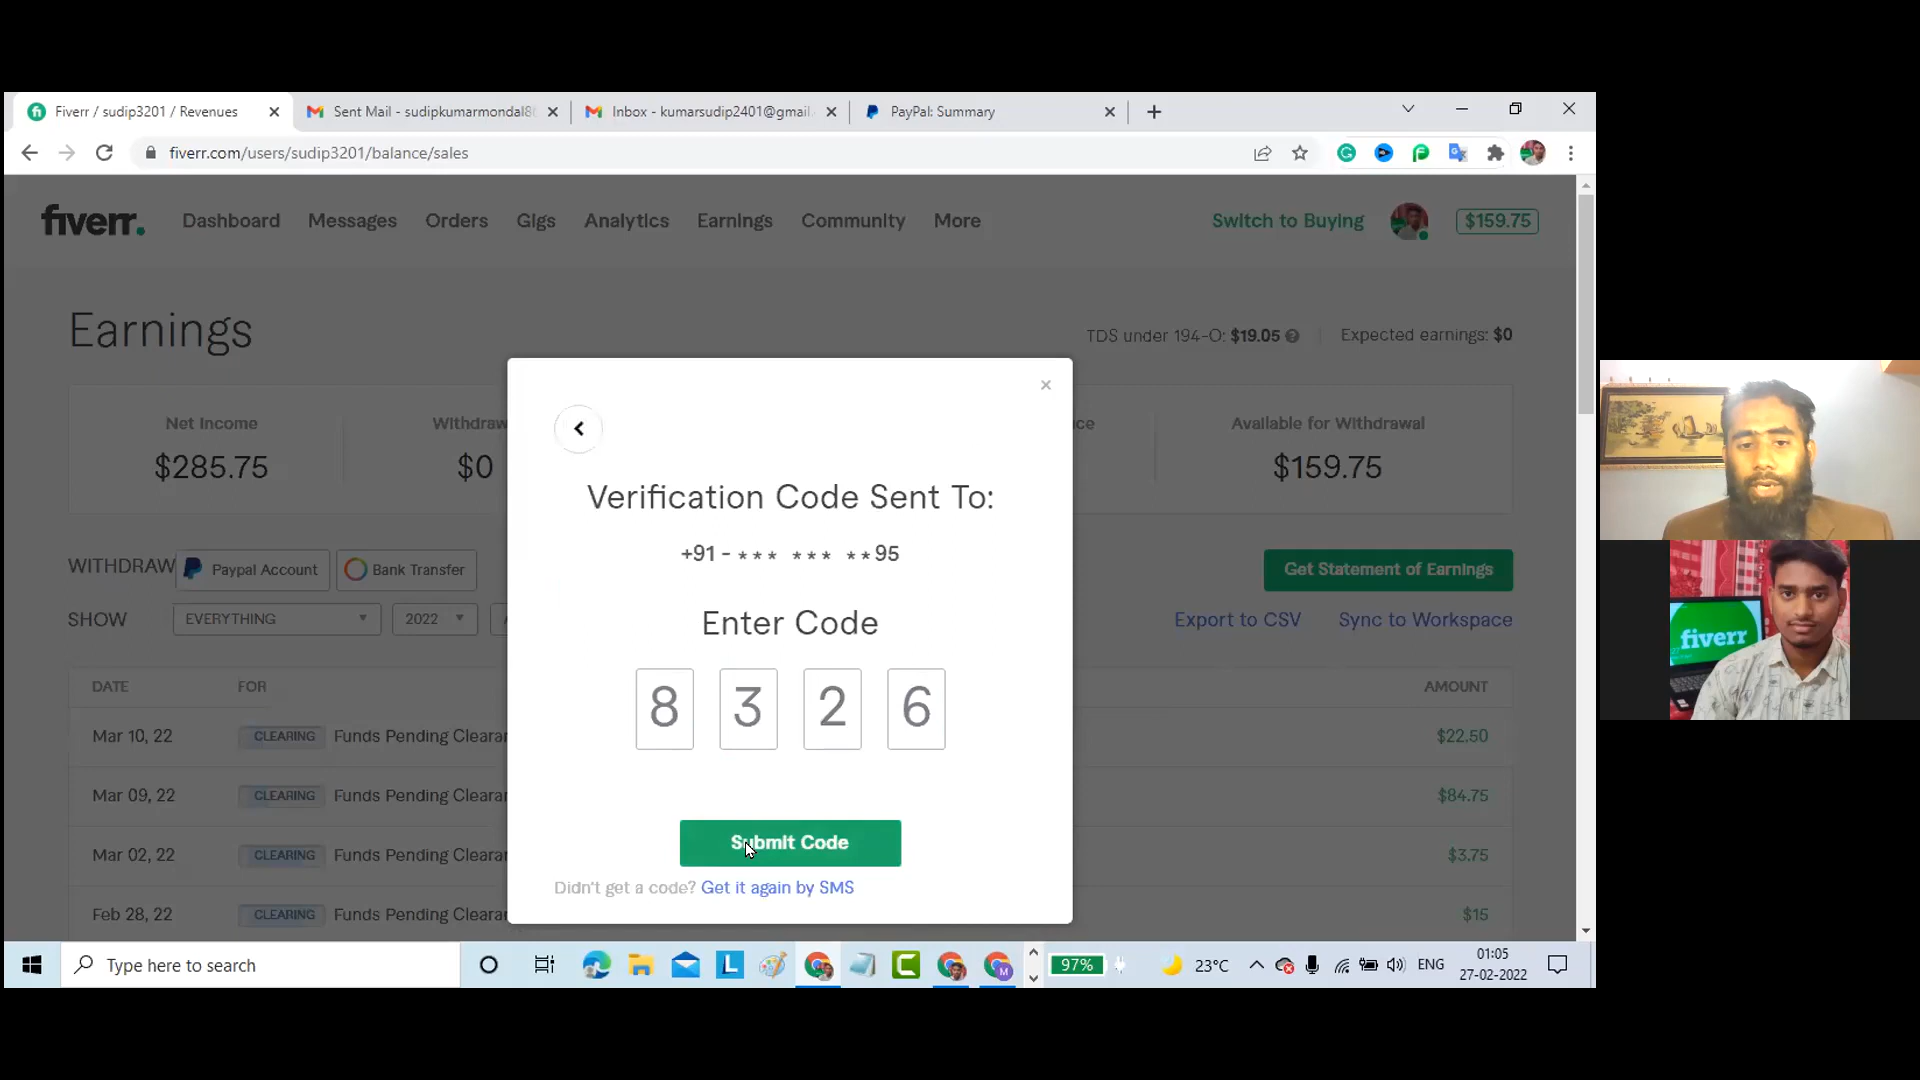 Fiverr / sudip3201 / Revenues
Sent Mail - sudipkumarmondal8
Inbox - kumarsudip2401@gmail.
PayPal: Summary
fiverr.com/users/sudip3201/balance/sales
fiverr.
Dashboard
Messages
Orders
Gigs
Analytics
Earnings
Community
More
Switch to Buying
$159.75
Earnings
TDS under 194-O: $19.05
Expected earnings: $0
Net Income
Withdraw
ce
Available for Withdrawal
$285.75
$0
$159.75
Verification Code Sent To:
+91 - *** *** **95
Enter Code
8 3 2 6
Submit Code
Didn't get a code? Get it again by SMS
WITHDRAW
Paypal Account
Bank Transfer
Get Statement of Earnings
SHOW
EVERYTHING
2022
Export to CSV
Sync to Workspace
DATE
FOR
AMOUNT
Mar 10, 22
CLEARING
Funds Pending Clearan
$22.50
Mar 09, 22
CLEARING
Funds Pending Clearan
$84.75
Mar 02, 22
CLEARING
Funds Pending Clearan
$3.75
Feb 28, 22
CLEARING
Funds Pending Clearan
$15
Type here to search
97%
23°C
ENG
01:05
27-02-2022
fiverr